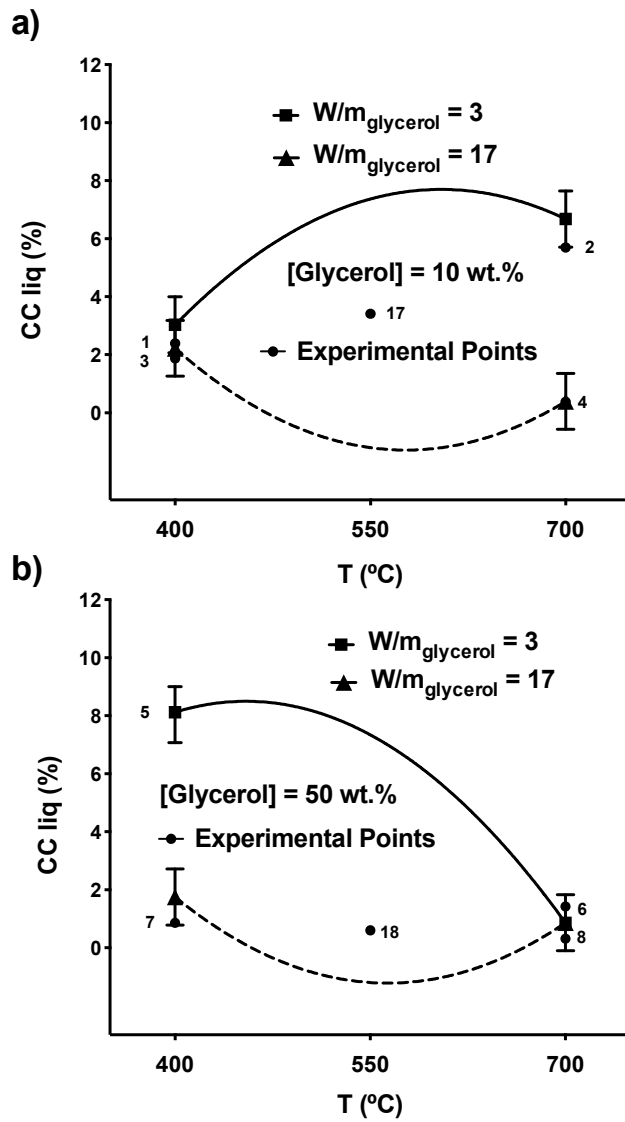 a)
12
10
8
6
4
2
0
CC liq (%)
W/mglycerol = 3
W/mglycerol = 17
[Glycerol] = 10 wt.%
Experimental Points
1
3
17
2
4
400
550
700
T (ºC)
b)
12
10
8
6
4
2
0
CC liq (%)
W/mglycerol = 3
W/mglycerol = 17
5
[Glycerol] = 50 wt.%
Experimental Points
7
18
6
8
400
550
700
T (ºC)